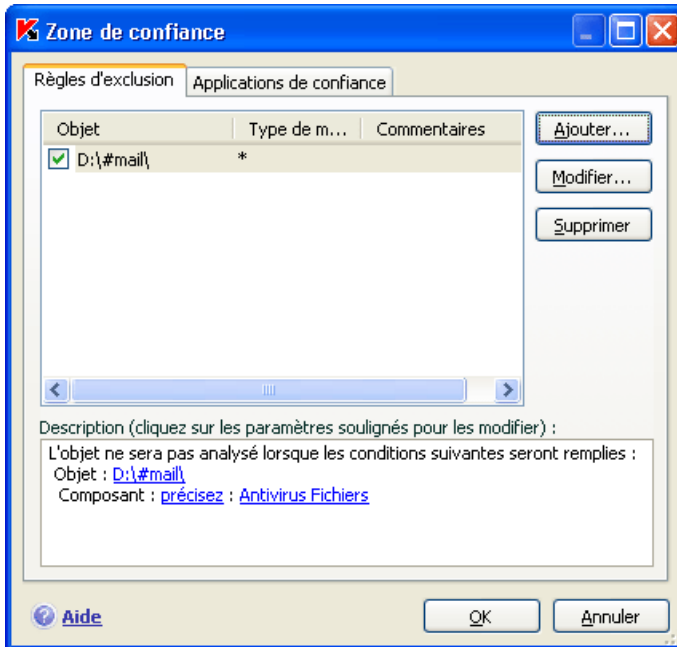 Zone de confiance
Règles d'exclusion Applications de confiance
Objet Type de m... Commentaires
D:\#mail\ *
Ajouter...
Modifier...
Supprimer
Description (cliquez sur les paramètres soulignés pour les modifier) :
L'objet ne sera pas analysé lorsque les conditions suivantes seront remplies :
Objet : D:\#mail\
Composant : précisez : Antivirus Fichiers
Aide OK Annuler